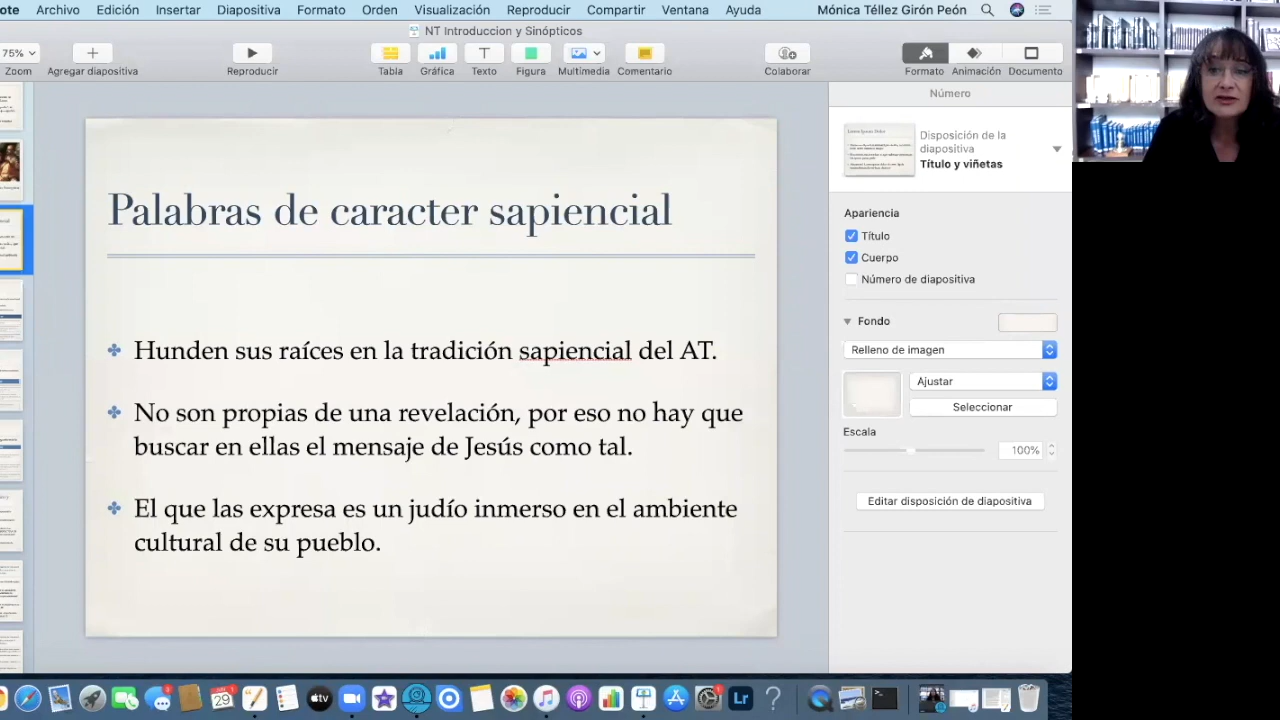 ote Archivo Edición Insertar Diapositiva Formato Orden Visualización Reproducir Compartir Ventana Ayuda Mónica Téllez Girón Peón
NT Introduccion y Sinópticos
75%
Zoom Agregar diapositiva Reproducir Tabla Gráfica Texto Figura Multimedia Comentario Colaborar Formato Animación Documento
Número
Disposición de la
diapositiva
Título y viñetas
Apariencia
Título
Cuerpo
Número de diapositiva
Fondo
Relleno de imagen
Ajustar
Seleccionar
Escala
100%
Editar disposición de diapositiva
Palabras de caracter sapiencial
Hunden sus raíces en la tradición sapiencial del AT.
No son propias de una revelación, por eso no hay que
buscar en ellas el mensaje de Jesús como tal.
El que las expresa es un judío inmerso en el ambiente
cultural de su pueblo.
29
tv
Lr